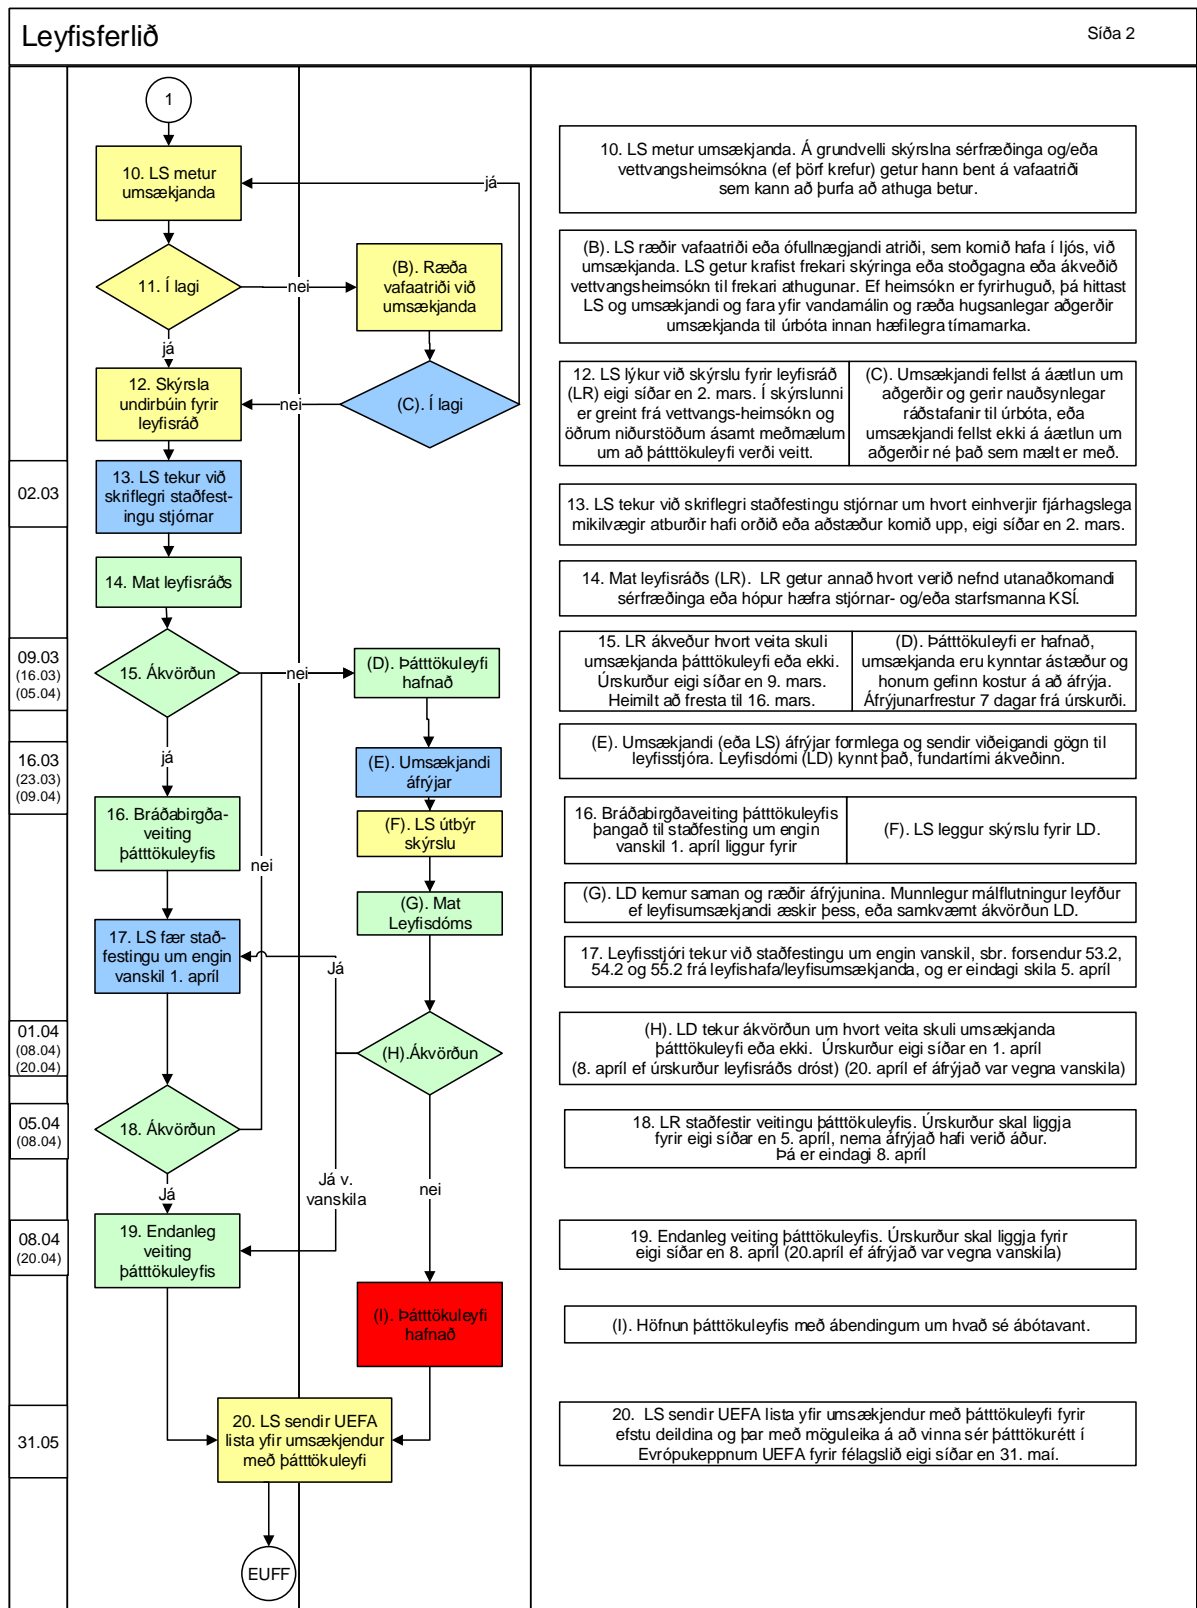 Leyfisferlið
Síða 2
1
10. LS metur
umsækjanda
já
10. LS metur umsækjanda. Á grundvelli skýrslna sérfræðinga og/eða
vettvangsheimsókna (ef þörf krefur) getur hann bent á vafaatriði
sem kann að þurfa að athuga betur.
11. Í lagi
nei
(B). Ræða
vafaatriði við
umsækjanda
(B). LS ræðir vafaatriði eða ófullnægjandi atriði, sem komið hafa í ljós, við
umsækjanda. LS getur krafist frekari skýringa eða stoðgagna eða ákveðið
vettvangsheimsókn til frekari athugunar. Ef heimsókn er fyrirhuguð, þá hittast
LS og umsækjandi og fara yfir vandamálin og ræða hugsanlegar aðgerðir
umsækjanda til úrbóta innan hæfilegra tímamarka.
já
12. Skýrsla
undirbúin fyrir
leyfisráð
nei
(C). Í lagi
12. LS lýkur við skýrslu fyrir leyfisráð
(LR) eigi síðar en 2. mars. Í skýrslunni
er greint frá vettvangs-heimsókn og
öðrum niðurstöðum ásamt meðmælum
um að þátttökuleyfi verði veitt.
(C). Umsækjandi fellst á áætlun um
aðgerðir og gerir nauðsynlegar
ráðstafanir til úrbóta, eða
umsækjandi fellst ekki á áætlun um
aðgerðir né það sem mælt er með.
02.03
13. LS tekur við
skriflegri staðfest-
ingu stjórnar
13. LS tekur við skriflegri staðfestingu stjórnar um hvort einhverjir fjárhagslega
mikilvægir atburðir hafi orðið eða aðstæður komið upp, eigi síðar en 2. mars.
14. Mat leyfisráðs
14. Mat leyfisráðs (LR).  LR getur annað hvort verið nefnd utanaðkomandi
sérfræðinga eða hópur hæfra stjórnar- og/eða starfsmanna KSÍ.
09.03
(16.03)
(05.04)
15. Ákvörðun
nei
(D). Þátttökuleyfi
hafnað
15. LR ákveður hvort veita skuli
umsækjanda þátttökuleyfi eða ekki.
Úrskurður eigi síðar en 9. mars.
Heimilt að fresta til 16. mars.
(D). Þátttökuleyfi er hafnað,
umsækjanda eru kynntar ástæður og
honum gefinn kostur á að áfrýja.
Áfrýjunarfrestur 7 dagar frá úrskurði.
16.03
(23.03)
(09.04)
já
(E). Umsækjandi
áfrýjar
(E). Umsækjandi (eða LS) áfrýjar formlega og sendir viðeigandi gögn til
leyfisstjóra. Leyfisdómi (LD) kynnt það, fundartími ákveðinn.
16. Bráðabirgða-
veiting
þátttökuleyfis
nei
(F). LS útbýr
skýrslu
16. Bráðabirgðaveiting þátttökuleyfis
þangað til staðfesting um engin
vanskil 1. apríl liggur fyrir
(F). LS leggur skýrslu fyrir LD.
(G). Mat
Leyfisdóms
(G). LD kemur saman og ræðir áfrýjunina. Munnlegur málflutningur leyfður
ef leyfisumsækjandi æskir þess, eða samkvæmt ákvörðun LD.
17. LS fær stað-
festingu um engin
vanskil 1. apríl
Já
17. Leyfisstjóri tekur við staðfestingu um engin vanskil, sbr. forsendur 53.2,
54.2 og 55.2 frá leyfishafa/leyfisumsækjanda, og er eindagi skila 5. apríl
01.04
(08.04)
(20.04)
(H).Ákvörðun
(H). LD tekur ákvörðun um hvort veita skuli umsækjanda
þátttökuleyfi eða ekki.  Úrskurður eigi síðar en 1. apríl
(8. apríl ef úrskurður leyfisráðs dróst) (20. apríl ef áfrýjað var vegna vanskila)
05.04
(08.04)
18. Ákvörðun
18. LR staðfestir veitingu þátttökuleyfis. Úrskurður skal liggja
fyrir eigi síðar en 5. apríl, nema áfrýjað hafi verið áður.
Þá er eindagi 8. apríl
Já
Já v.
vanskila
nei
08.04
(20.04)
19. Endanleg
veiting
þátttökuleyfis
19. Endanleg veiting þátttökuleyfis. Úrskurður skal liggja fyrir
eigi síðar en 8. apríl (20.apríl ef áfrýjað var vegna vanskila)
(I). Þátttökuleyfi
hafnað
(I). Höfnun þátttökuleyfis með ábendingum um hvað sé ábótavant.
31.05
20. LS sendir UEFA
lista yfir umsækjendur
með þátttökuleyfi
20.  LS sendir UEFA lista yfir umsækjendur með þátttökuleyfi fyrir
efstu deildina og þar með möguleika á að vinna sér þátttökurétt í
Evrópukeppnum UEFA fyrir félagslið eigi síðar en 31. maí.
EUFF